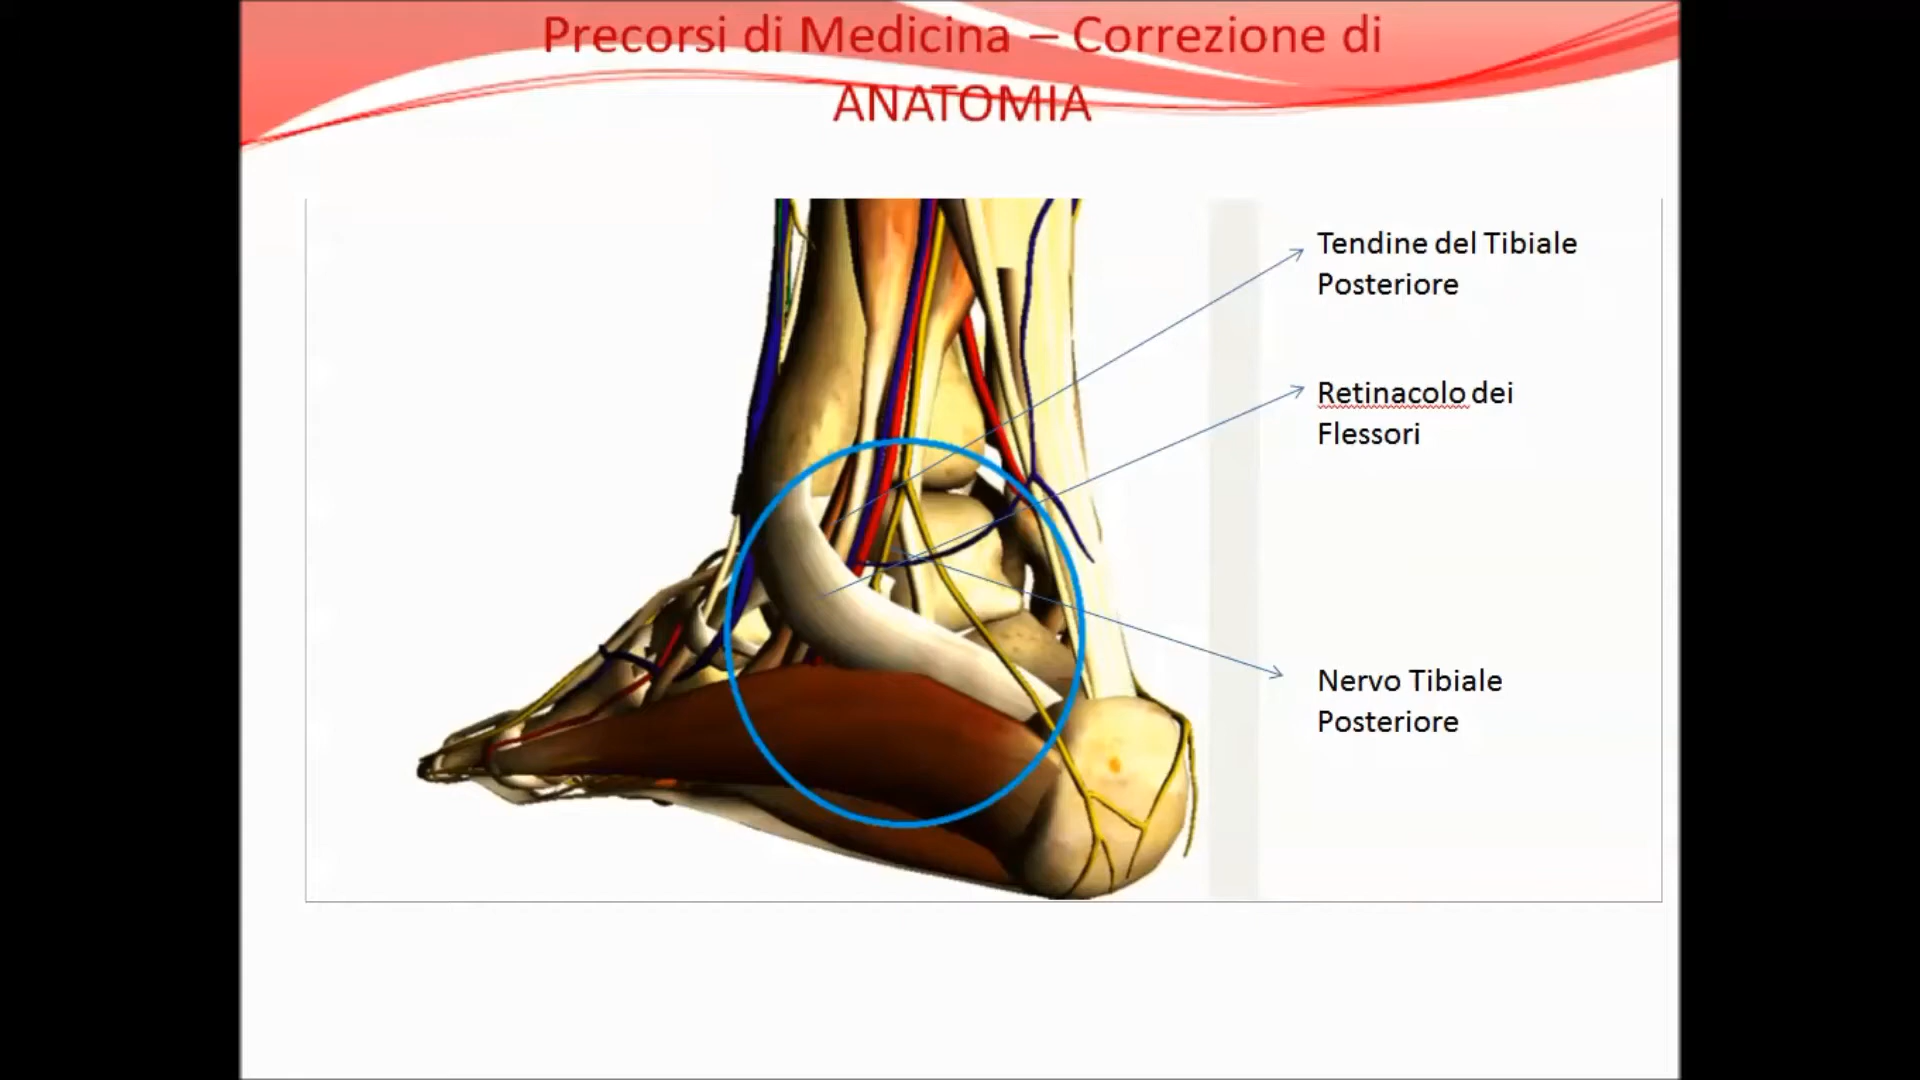 Precorsi di Medicina – Correzione di
ANATOMIA
Tendine del Tibiale
Posteriore
Retinacolo dei
Flessori
Nervo Tibiale
Posteriore